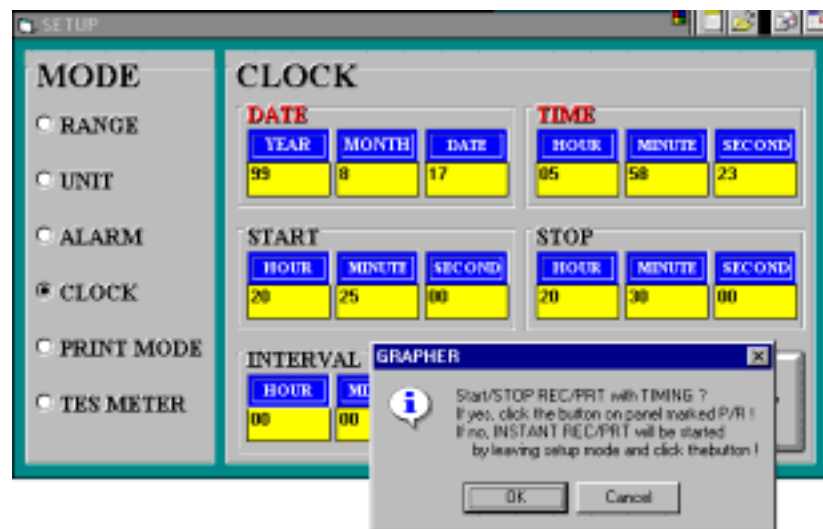 SETUP
MODE
RANGE
UNIT
ALARM
CLOCK
PRINT MODE
TES METER
CLOCK
DATE
YEAR MONTH DATE
99 8 17
TIME
HOUR MINUTE SECOND
05 58 23
START
HOUR MINUTE SECOND
20 25 00
STOP
HOUR MINUTE SECOND
20 30 00
INTERVAL
HOUR
00 00
GRAPHER
Start/STOP REC/PRT with TIMING ?
If yes, click the button on panel marked P/R !
If no, INSTANT REC/PRT will be started
by leaving setup mode and click thebutton !
OK Cancel